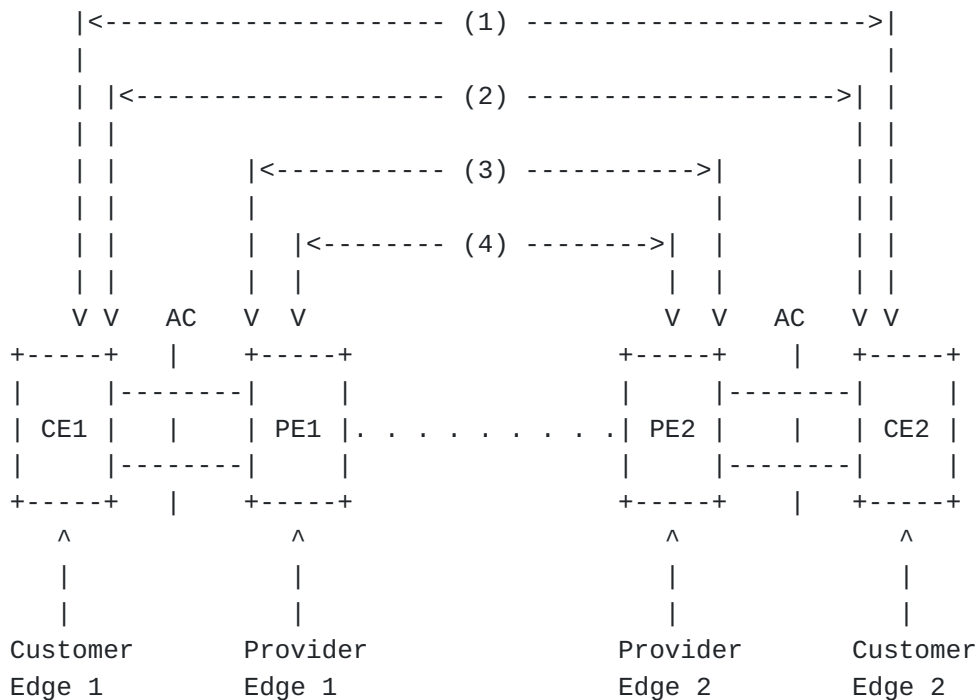 |<---------------------- (1) ---------------------->|
|                                                   |
| |<-------------------- (2) -------------------->| |
| |                                               | |
| |        |<----------- (3) ----------->|        | |
| |        |                             |        | |
| |        |  |<-------- (4) -------->|  |        | |
| |        |  |                       |  |        | |
V V   AC   V  V                       V  V   AC   V V
+-----+   |    +-----+                 +-----+    |   +-----+
|     |--------|     |                 |     |--------|     |
| CE1 |   |    | PE1 |. . . . . . . . .| PE2 |    |   | CE2 |
|     |--------|     |                 |     |--------|     |
+-----+   |    +-----+                 +-----+    |   +-----+
^              ^                       ^              ^
|              |                       |              |
|              |                       |              |
Customer       Provider                Provider       Customer
Edge 1         Edge 1                  Edge 2         Edge 2